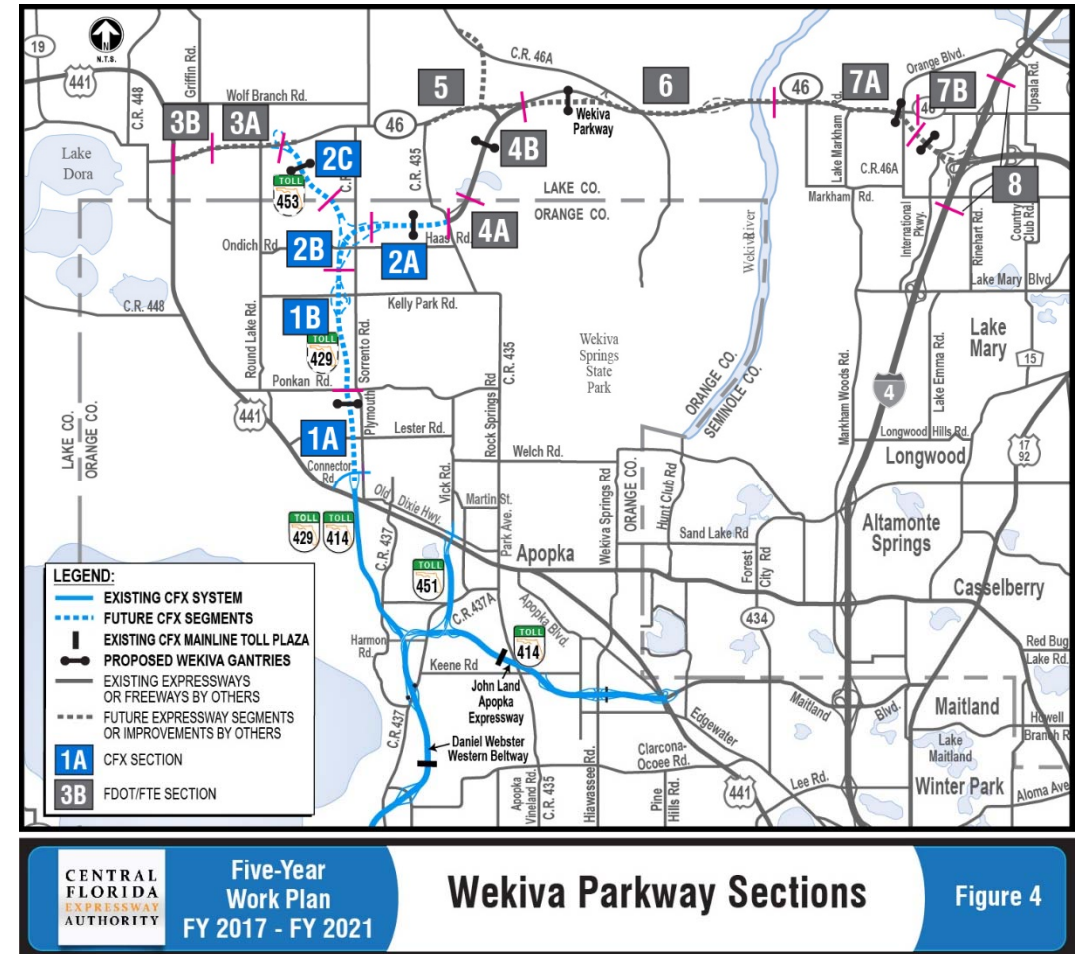 19
N.T.S.
441
C.R. 448
Griffin Rd.
Wolf Branch Rd.
3B
3A
46
5
C.R. 46A
Wekiva
Parkway
6
46
7A
Orange Blvd.
7B
46
Upsala Rd.
Lake
Dora
2C
TOLL
453
C.R. 435
4B
LAKE CO.
ORANGE CO.
Lake Markham Rd.
C.R.46A
Markham Rd.
International
Pkwy.
Rinehart Rd.
Country
Club Rd.
8
Ondich Rd.
2B
2A
Haas Rd.
4A
Wekiva River
Lake Mary Blvd
C.R. 448
Kelly Park Rd.
1B
TOLL
429
Round Lake Rd.
Sorrento Rd.
Plymouth
Ponkan Rd.
C.R. 435
Rock Springs Rd
Wekiva
Springs
State
Park
ORANGE CO.
SEMINOLE CO.
Markham Woods Rd.
4
Lake Emma Rd.
Lake
Mary
15
LAKE CO.
ORANGE CO.
441
1A
Lester Rd.
Connector
Rd.
Vick Rd.
Welch Rd.
Longwood Hills Rd.
Longwood
17
92
Old Dixie Hwy.
Martin St.
Park Ave.
Wekiva Springs Rd
ORANGE CO.
Hunt Club Rd
Sand Lake Rd
Forest
City Rd
Altamonte
Springs
TOLL
429
TOLL
414
C.R. 437
Apopka
Casselberry
TOLL
451
C.R.437A
Apopka Blvd.
434
Harmon
Rd.
Keene Rd
TOLL
414
John Land
Apopka
Expressway
Red Bug
Lake Rd.
Maitland
Blvd.
Maitland
Howell
Branch R
C.R.437
Daniel Webster
Western Beltway
Edgewater
Clarcona-
Ocoee Rd.
Lee Rd.
Lake
Maitland
Winter Park
Aloma Ave
Apopka
Vineland Rd.
C.R. 435
Hiawassee Rd.
Pine
Hills Rd.
441
LEGEND:
EXISTING CFX SYSTEM
FUTURE CFX SEGMENTS
EXISTING CFX MAINLINE TOLL PLAZA
PROPOSED WEKIVA GANTRIES
EXISTING EXPRESSWAYS
OR FREEWAYS BY OTHERS
FUTURE EXPRESSWAY SEGMENTS
OR IMPROVEMENTS BY OTHERS
1A CFX SECTION
3B FDOT/FTE SECTION
CENTRAL
FLORIDA
EXPRESSWAY
AUTHORITY
Five-Year
Work Plan
FY 2017 - FY 2021
Wekiva Parkway Sections
Figure 4